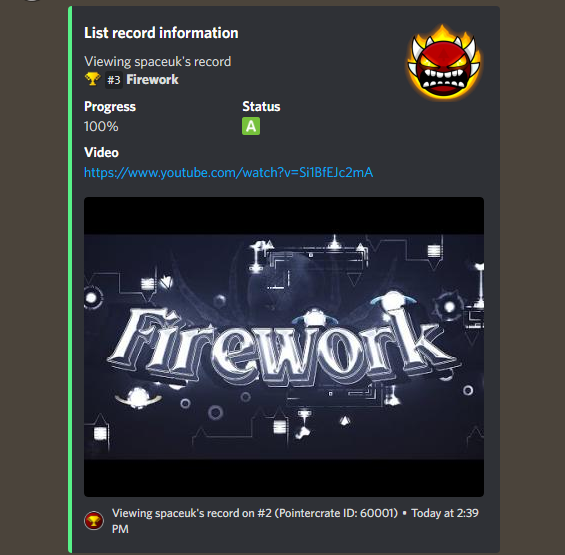 List record information
Viewing spaceuk's record
#3 Firework
Progress Status
100% A
Video
https://www.youtube.com/watch?v=Si1BfEJc2mA
Firework
Viewing spaceuk's record on #2 (Pointercrate ID: 60001) • Today at 2:39
PM